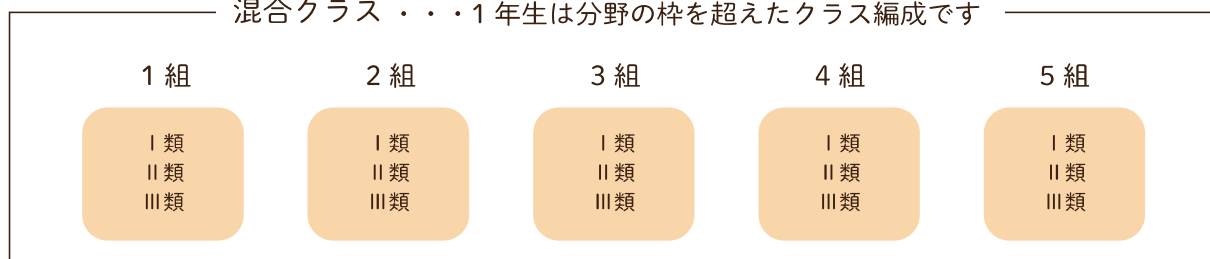 混合クラス・・・1年生は分野の枠を超えたクラス編成です
1組 2組 3組 4組 5組
Ⅰ類 Ⅰ類 Ⅰ類 Ⅰ類 Ⅰ類
Ⅱ類 Ⅱ類 Ⅱ類 Ⅱ類 Ⅱ類
Ⅲ類 Ⅲ類 Ⅲ類 Ⅲ類 Ⅲ類